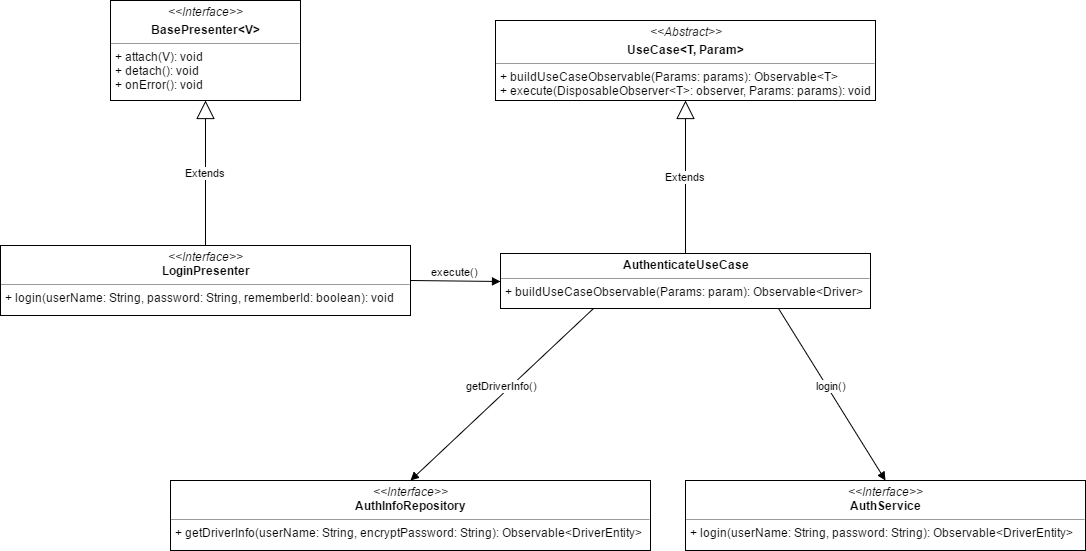 <<Interface>>
BasePresenter<V>
+ attach(V): void
+ detach(): void
+ onError(): void
<<Abstract>>
UseCase<T, Param>
+ buildUseCaseObservable(Params: params): Observable<T>
+ execute(DisposableObserver<T>: observer, Params: params): void
Extends
Extends
<<Interface>>
LoginPresenter
+ login(userName: String, password: String, rememberId: boolean): void
execute()
AuthenticateUseCase
+ buildUseCaseObservable(Params: param): Observable<Driver>
getDriverInfo()
login()
<<Interface>>
AuthInfoRepository
+ getDriverInfo(userName: String, encryptPassword: String): Observable<DriverEntity>
<<Interface>>
AuthService
+ login(userName: String, password: String): Observable<DriverEntity>